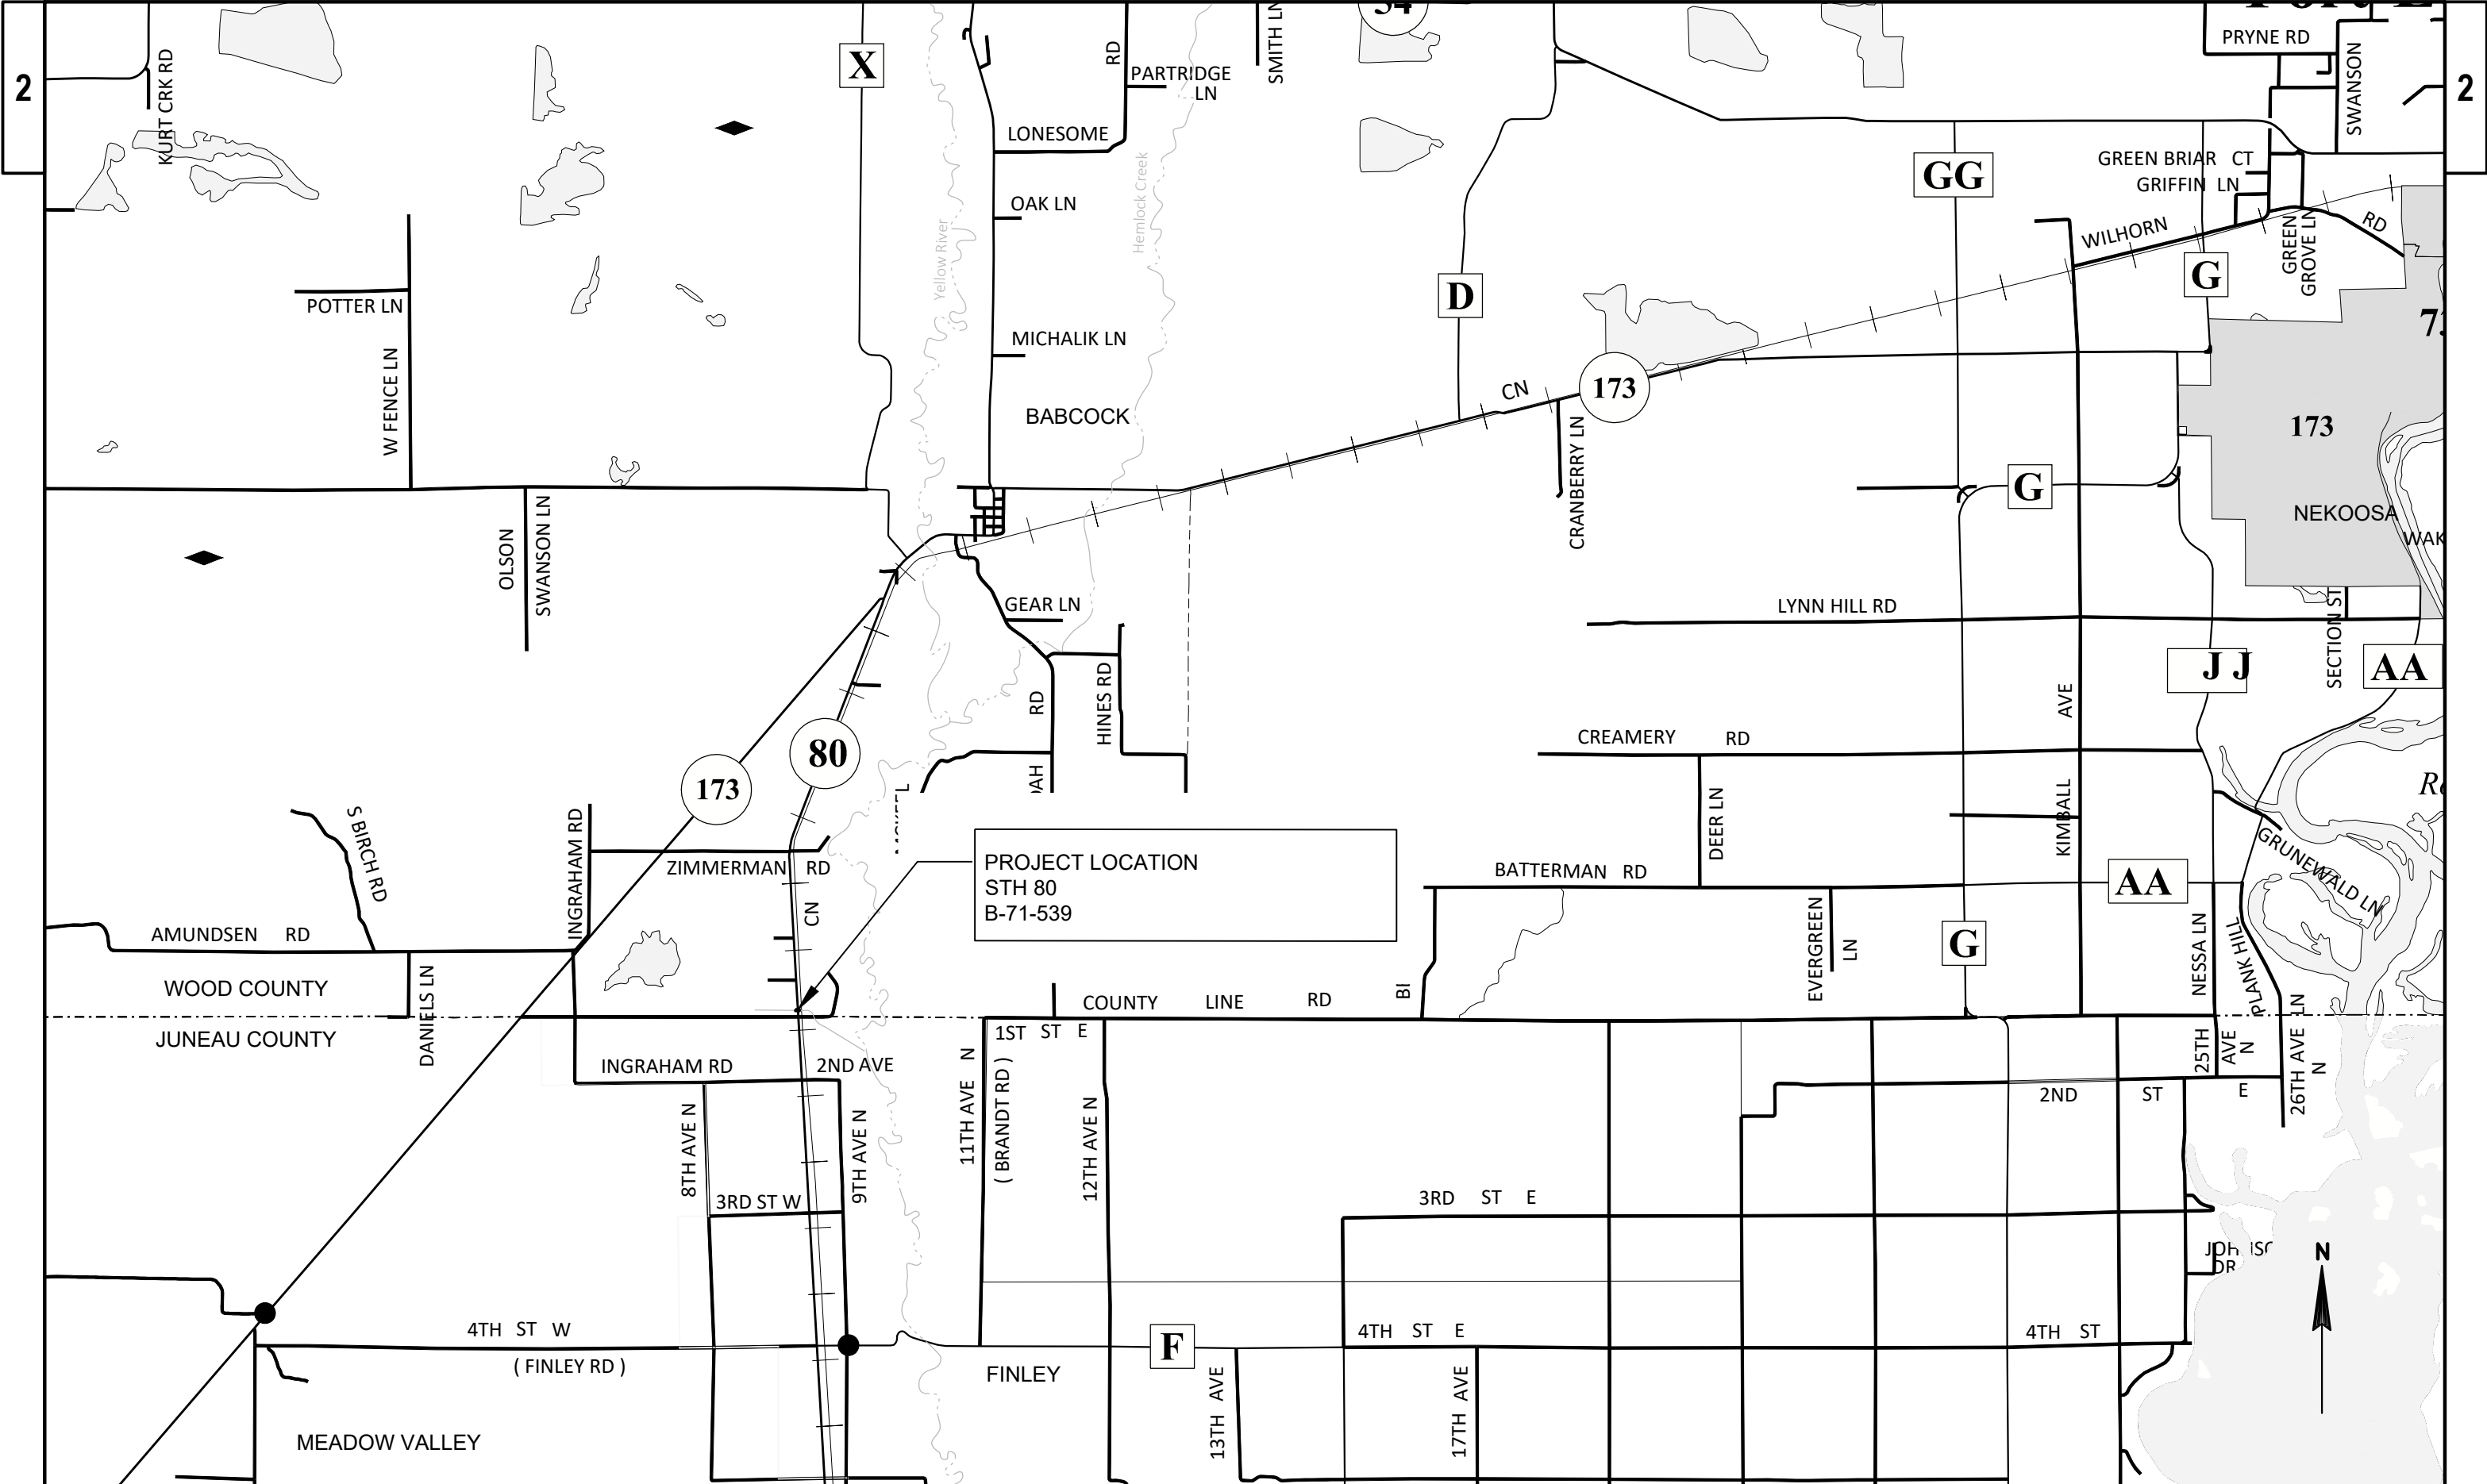 2
2
KURT CRK RD
X
RD
PARTRIDGE
LN
SMITH LN
PRYNE RD
SWANSON
LONESOME
Hemlock Creek
Yellow River
OAK LN
GG
GREEN BRIAR CT
GRIFFIN LN
WILHORN
RD
GREEN
GROVE LN
G
D
POTTER LN
MICHALIK LN
W FENCE LN
BABCOCK
CN
173
CRANBERRY LN
173
G
NEKOOSA
OLSON
SWANSON LN
GEAR LN
LYNN HILL RD
SECTION ST
J J
AA
RD
HINES RD
AVE
80
173
CREAMERY RD
DEER LN
KIMBALL
S BIRCH RD
INGRAHAM RD
ZIMMERMAN RD
PROJECT LOCATION
STH 80
B-71-539
BATTERMAN RD
AA
GRUNEWALD LN
CN
AMUNDSEN RD
EVERGREEN
LN
G
NESSA LN
PLANK HILL
LN
WOOD COUNTY
DANIELS LN
COUNTY LINE RD
BI
JUNEAU COUNTY
1ST ST E
INGRAHAM RD
2ND AVE
11TH AVE N
( BRANDT RD )
12TH AVE N
25TH
AVE
N
26TH AVE
N
2ND ST E
8TH AVE N
9TH AVE N
3RD ST W
3RD ST E
N
DR
4TH ST W
( FINLEY RD )
F
4TH ST E
4TH ST
FINLEY
13TH AVE
17TH AVE
MEADOW VALLEY